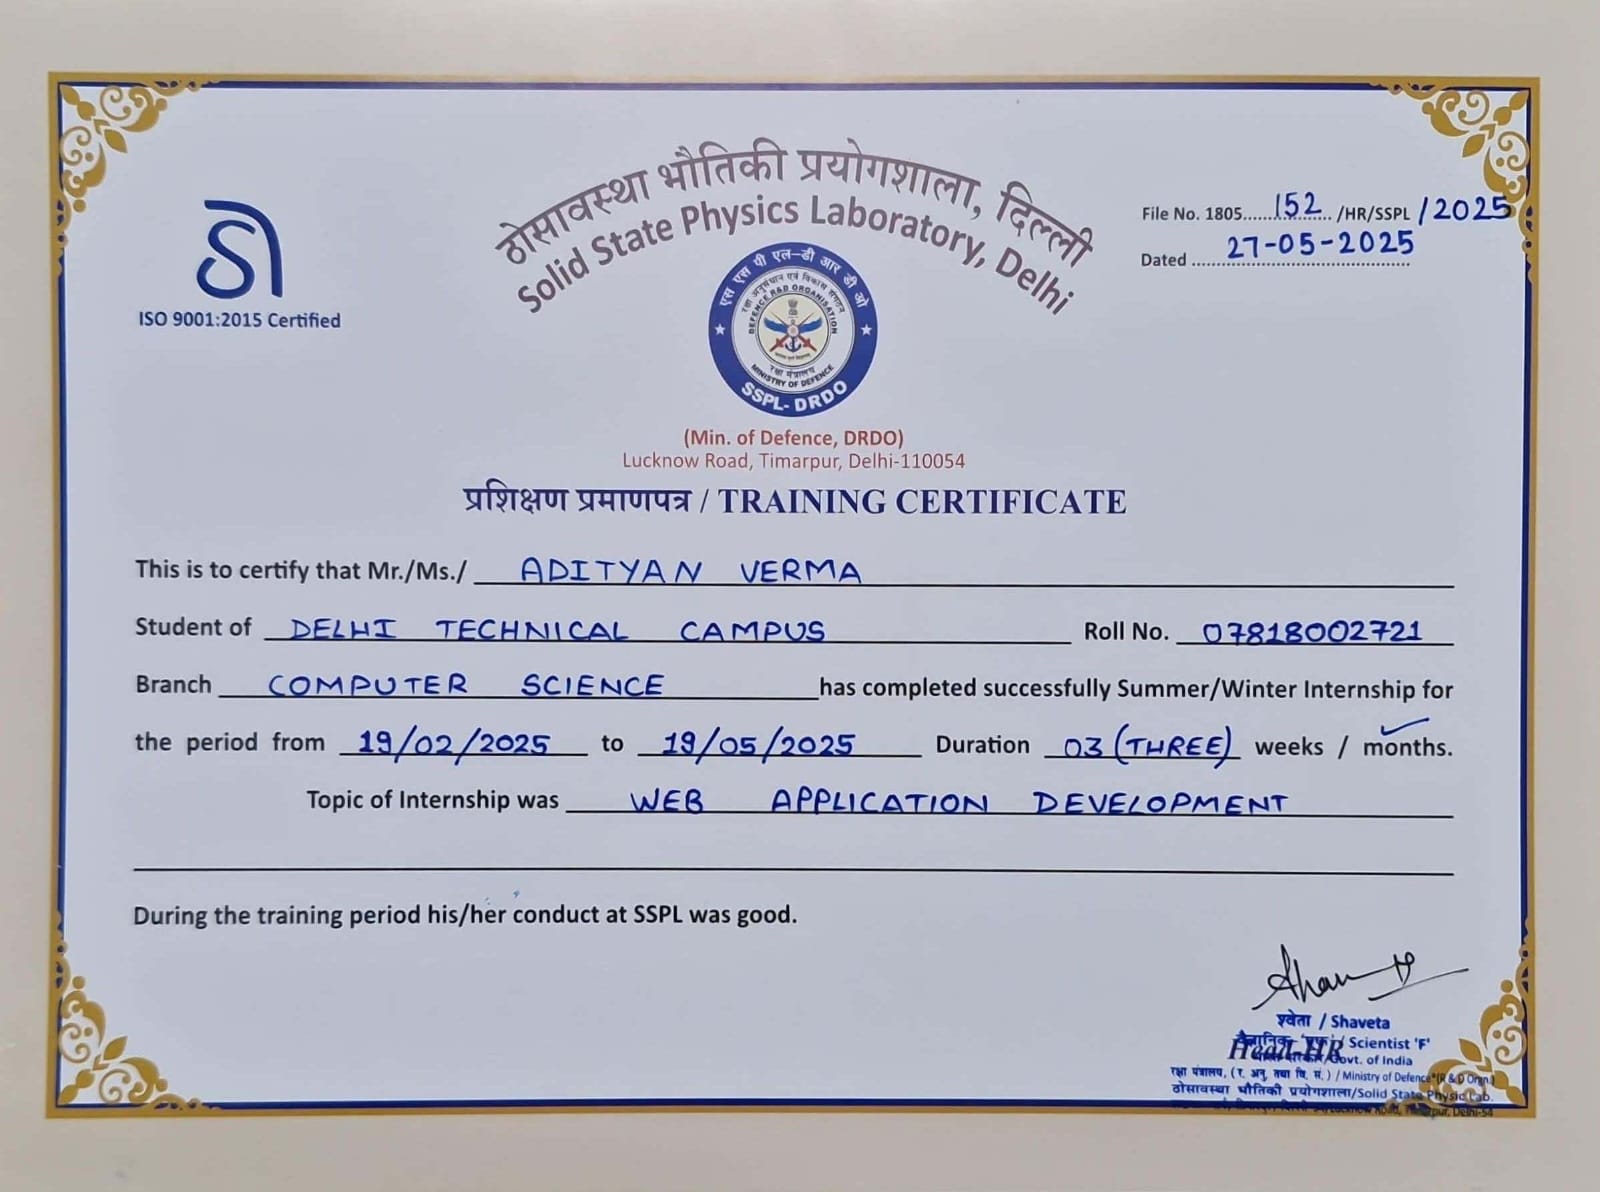 ठोसावस्था भौतिकी प्रयोगशाला, दिल्ली
Solid State Physics Laboratory, Delhi
ISO 9001:2015 Certified
File No. 1805......152.. /HR/SSPL /2025
Dated 27-05-2025
एस एस पी एल-डी आर डी ओ
रक्षा अनुसंधान एवं विकास संगठन
DEFENCE R&D ORGANISATION
रक्षा मंत्रालय
MINISTRY OF DEFENCE
SSPL-DRDO
(Min. of Defence, DRDO)
Lucknow Road, Timarpur, Delhi-110054
प्रशिक्षण प्रमाणपत्र / TRAINING CERTIFICATE
This is to certify that Mr./Ms./ ADITYAN VERMA
Student of DELHI TECHNICAL CAMPUS Roll No. 07818002721
Branch COMPUTER SCIENCE has completed successfully Summer/Winter Internship for
the period from 19/02/2025 to 19/05/2025 Duration 03 (THREE) weeks / months.
Topic of Internship was WEB APPLICATION DEVELOPMENT
During the training period his/her conduct at SSPL was good.
श्वेता / Shaveta
वैज्ञानिक- 'एफ' / Scientist 'F'
Head-HR
भारत सरकार/Govt. of India
रक्षा मंत्रालय, (र. अनु. तथा वि. सं.) / Ministry of Defence (R & D Orgn.)
ठोसावस्था भौतिकी प्रयोगशाला/Solid State Physic Lab.
Lucknow Road, Timarpur, Delhi-54